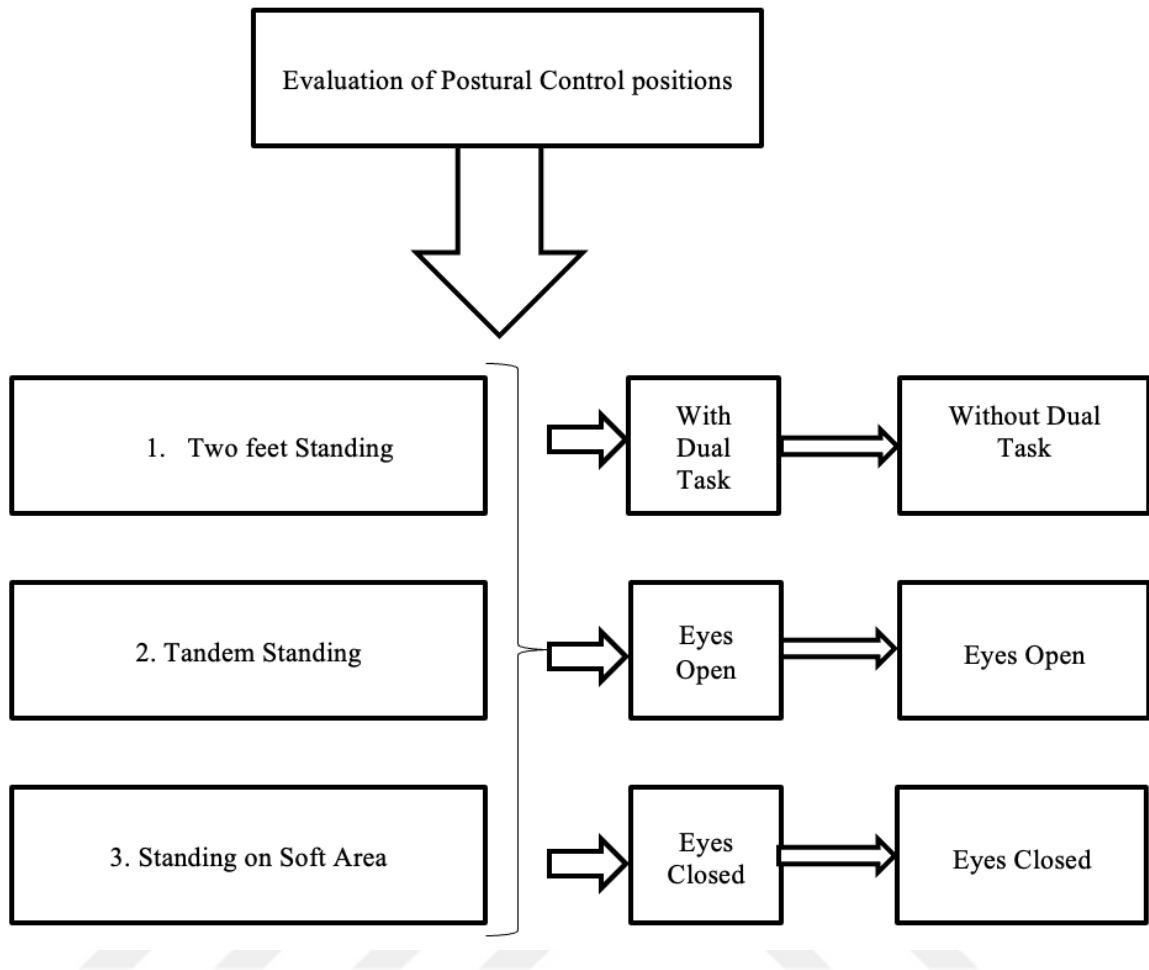 Evaluation of Postural Control positions
1. Two feet Standing
With
Dual
Task
Without Dual
Task
2. Tandem Standing
Eyes
Open
Eyes Open
3. Standing on Soft Area
Eyes
Closed
Eyes Closed